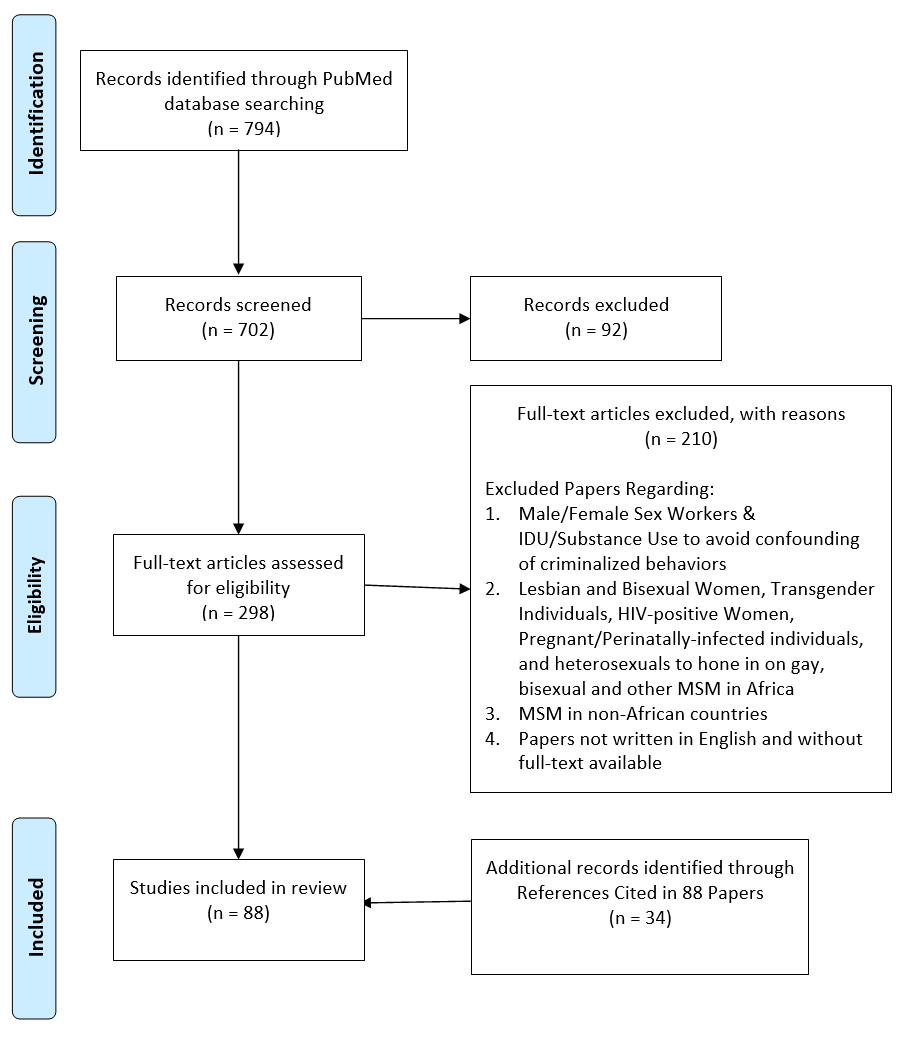 Identification
Records identified through PubMed
database searching
(n = 794)
Screening
Records screened
(n = 702)
Records excluded
(n = 92)
Eligibility
Full-text articles assessed
for eligibility
(n = 298)
Full-text articles excluded, with reasons
(n = 210)
Excluded Papers Regarding:
1. Male/Female Sex Workers &
IDU/Substance Use to avoid confounding
of criminalized behaviors
2. Lesbian and Bisexual Women, Transgender
Individuals, HIV-positive Women,
Pregnant/Perinatally-infected individuals,
and heterosexuals to hone in on gay,
bisexual and other MSM in Africa
3. MSM in non-African countries
4. Papers not written in English and without
full-text available
Included
Studies included in review
(n = 88)
Additional records identified through
References Cited in 88 Papers
(n = 34)